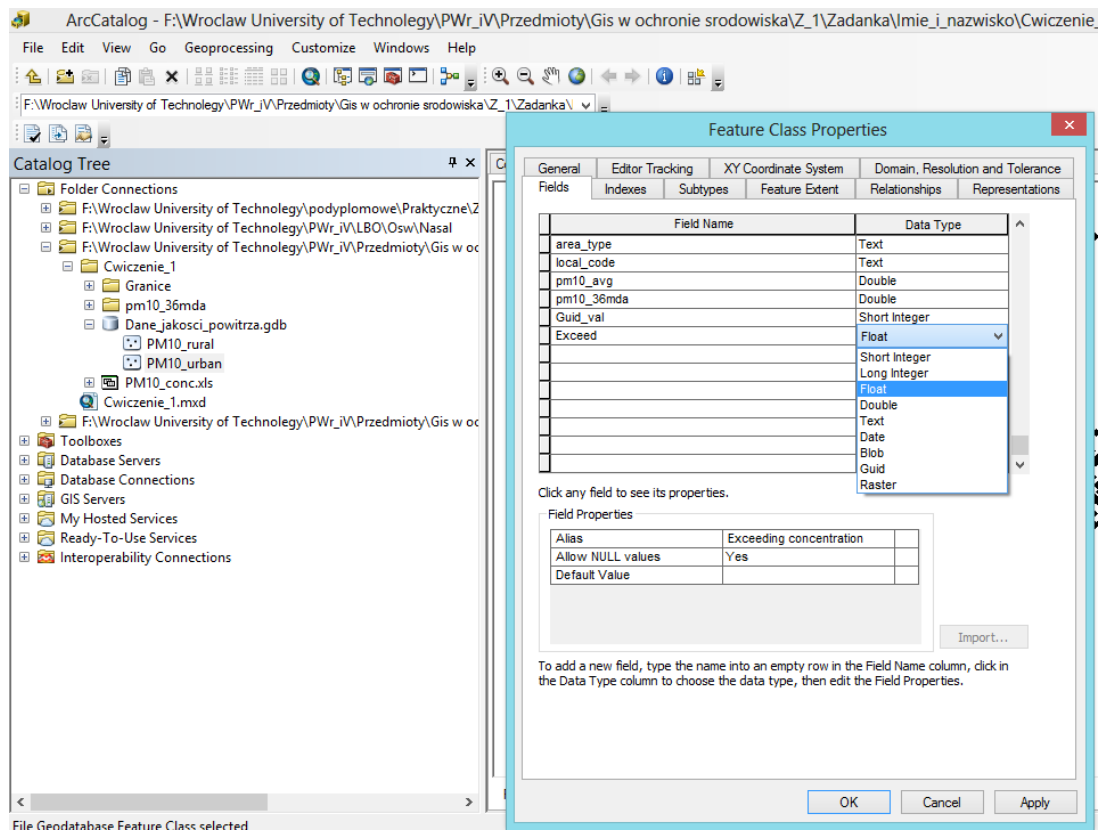 ArcCatalog - F:\Wroclaw University of Technolegy\PWr_iV\Przedmioty\Gis w ochronie srodowiska\Z_1\Zadanka\Imie_i_nazwisko\Cwiczenie_
File Edit View Go Geoprocessing Customize Windows Help
F:\Wroclaw University of Technolegy\PWr_iV\Przedmioty\Gis w ochronie srodowiska\Z_1\Zadanka\
Catalog Tree
Folder Connections
F:\Wroclaw University of Technolegy\podyplomowe\Praktyczne\Z
F:\Wroclaw University of Technolegy\PWr_iV\LBO\Osw\Nasal
F:\Wroclaw University of Technolegy\PWr_iV\Przedmioty\Gis w oc
Cwiczenie_1
Granice
pm10_36mda
Dane_jakosci_powitrza.gdb
PM10_rural
PM10_urban
PM10_conc.xls
Cwiczenie_1.mxd
F:\Wroclaw University of Technolegy\PWr_iV\Przedmioty\Gis w oc
Toolboxes
Database Servers
Database Connections
GIS Servers
My Hosted Services
Ready-To-Use Services
Interoperability Connections
File Geodatabase Feature Class selected
Feature Class Properties
General Editor Tracking XY Coordinate System Domain, Resolution and Tolerance
Fields Indexes Subtypes Feature Extent Relationships Representations
Field Name Data Type
area_type Text
local_code Text
pm10_avg Double
pm10_36mda Double
Guid_val Short Integer
Exceed Float
Short Integer
Long Integer
Float
Double
Text
Date
Blob
Guid
Raster
Click any field to see its properties.
Field Properties
Alias Exceeding concentration
Allow NULL values Yes
Default Value
Import...
To add a new field, type the name into an empty row in the Field Name column, click in
the Data Type column to choose the data type, then edit the Field Properties.
OK Cancel Apply